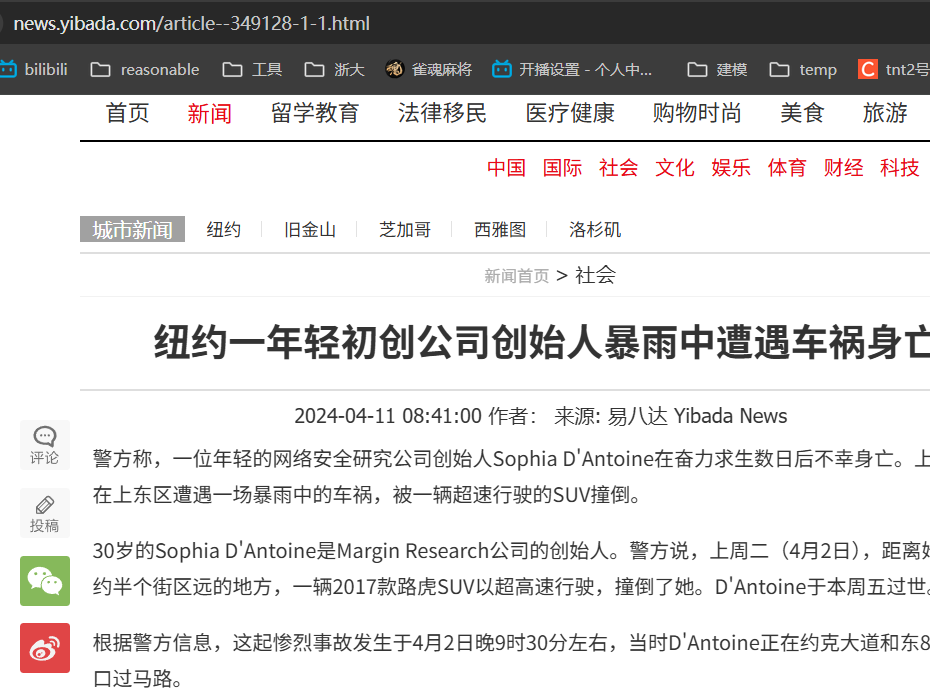 news.yibada.com/article--349128-1-1.html
bilibili reasonable 工具 浙大 雀魂麻将 开播设置 - 个人中... 建模 temp C tnt2号
首页 新闻 留学教育 法律移民 医疗健康 购物时尚 美食 旅游
中国 国际 社会 文化 娱乐 体育 财经 科技
城市新闻 纽约 旧金山 芝加哥 西雅图 洛杉矶
新闻首页 > 社会
纽约一年轻初创公司创始人暴雨中遭遇车祸身亡
2024-04-11 08:41:00 作者： 来源: 易八达 Yibada News
评论
投稿
警方称，一位年轻的网络安全研究公司创始人Sophia D'Antoine在奋力求生数日后不幸身亡。上
在上东区遭遇一场暴雨中的车祸，被一辆超速行驶的SUV撞倒。
30岁的Sophia D'Antoine是Margin Research公司的创始人。警方说，上周二（4月2日），距离
约半个街区远的地方，一辆2017款路虎SUV以超高速行驶，撞倒了她。D'Antoine于本周五过世。
根据警方信息，这起惨烈事故发生于4月2日晚9时30分左右，当时D'Antoine正在约克大道和东8
口过马路。